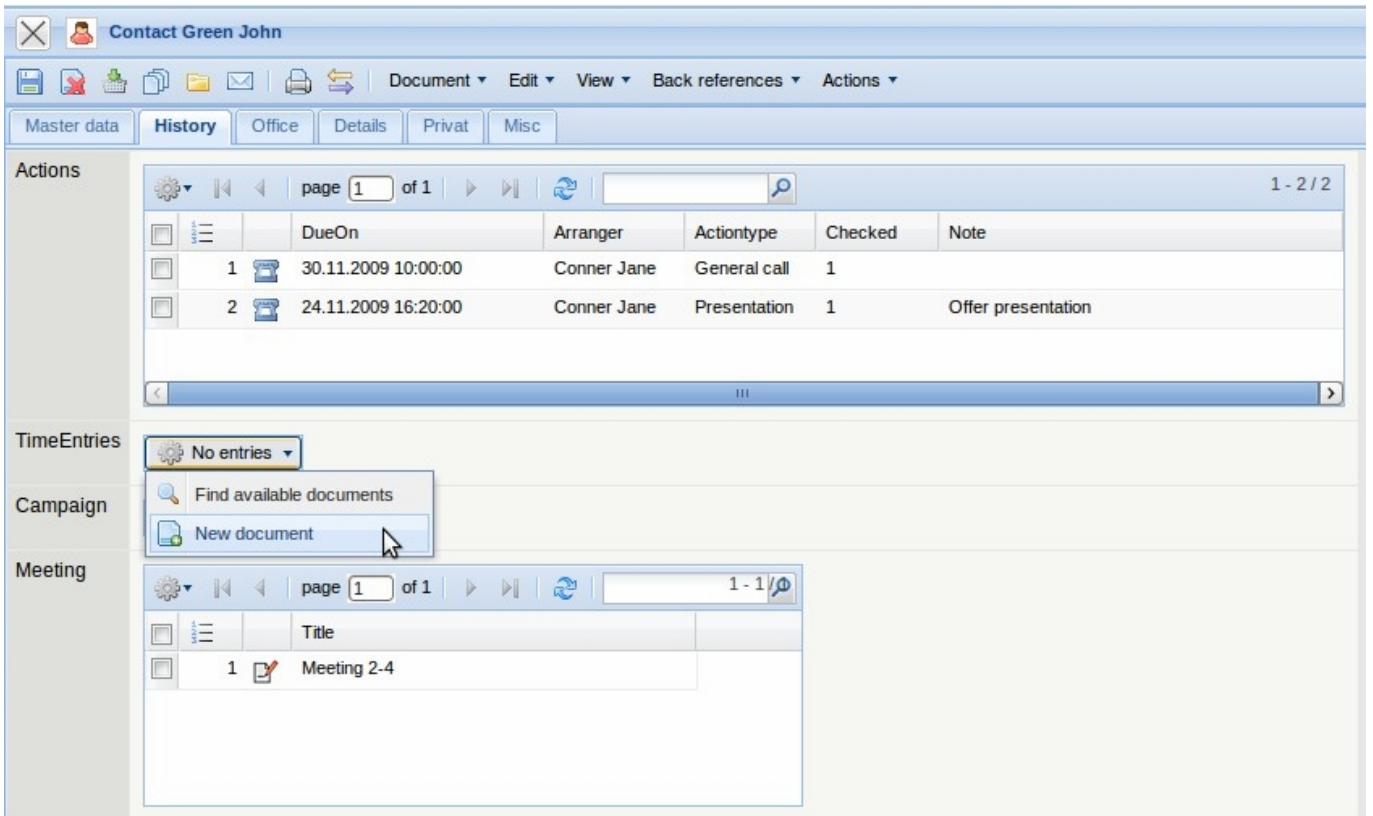 Contact Green John
Document Edit View Back references Actions
Master data History Office Details Privat Misc
Actions
page 1 of 1 1 - 2 / 2
DueOn Arranger Actiontype Checked Note
1 30.11.2009 10:00:00 Conner Jane General call 1
2 24.11.2009 16:20:00 Conner Jane Presentation 1 Offer presentation
TimeEntries No entries
Find available documents
Campaign
New document
Meeting
page 1 of 1 1 - 1 /
Title
1 Meeting 2-4